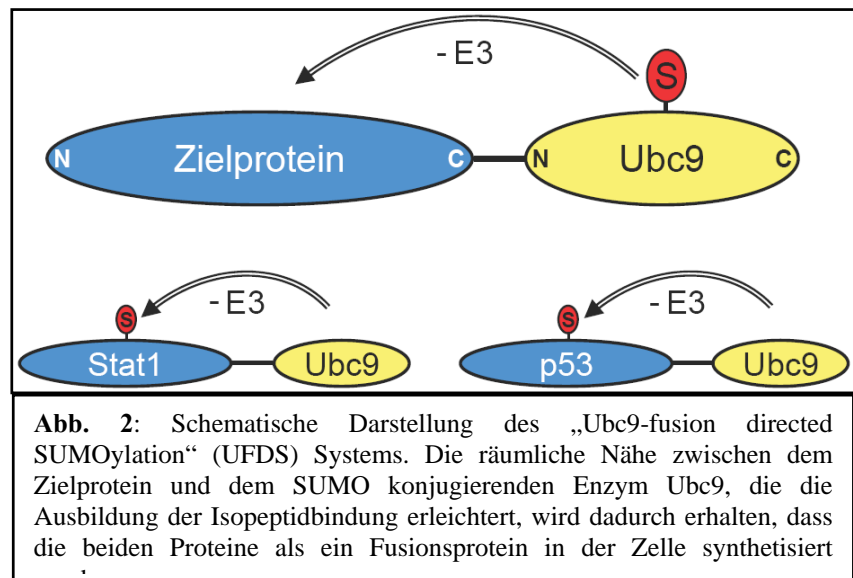 - E3
S
N Zielprotein C N Ubc9 C
- E3 - E3
S S
Stat1 Ubc9 p53 Ubc9
Abb. 2: Schematische Darstellung des „Ubc9-fusion directed
SUMOylation“ (UFDS) Systems. Die räumliche Nähe zwischen dem
Zielprotein und dem SUMO konjugierenden Enzym Ubc9, die die
Ausbildung der Isopeptidbindung erleichtert, wird dadurch erhalten, dass
die beiden Proteine als ein Fusionsprotein in der Zelle synthetisiert